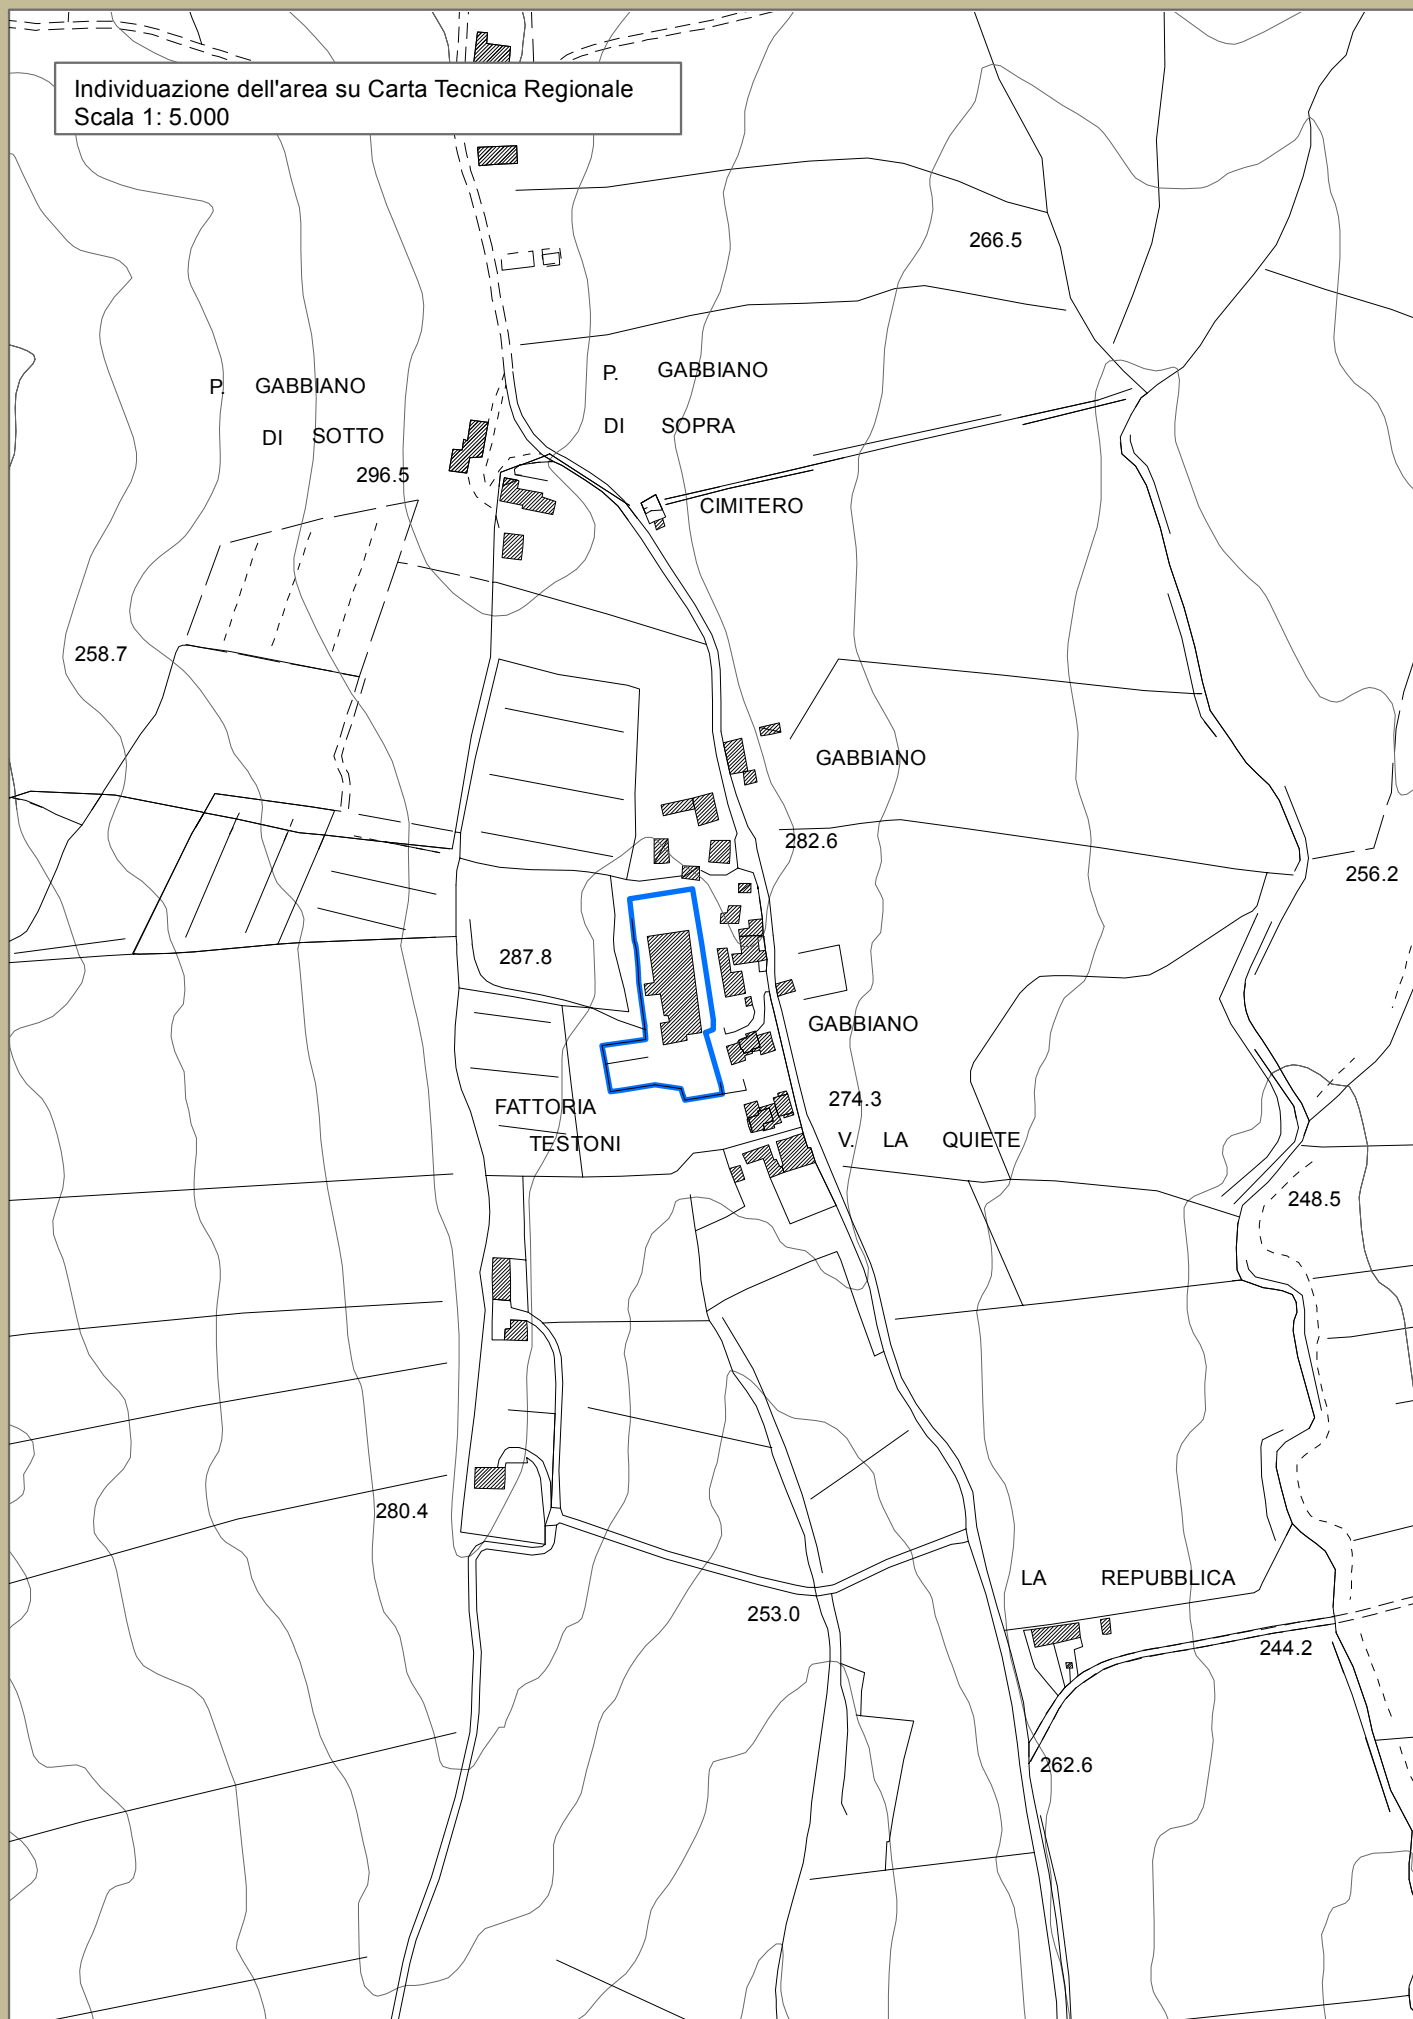 Individuazione dell'area su Carta Tecnica Regionale
Scala 1: 5.000
266.5
P. GABBIANO
DI SOTTO
296.5
P. GABBIANO
DI SOPRA
CIMITERO
258.7
GABBIANO
282.6
256.2
287.8
GABBIANO
274.3
FATTORIA
TESTONI
V. LA QUIETE
248.5
280.4
LA REPUBBLICA
253.0
244.2
262.6